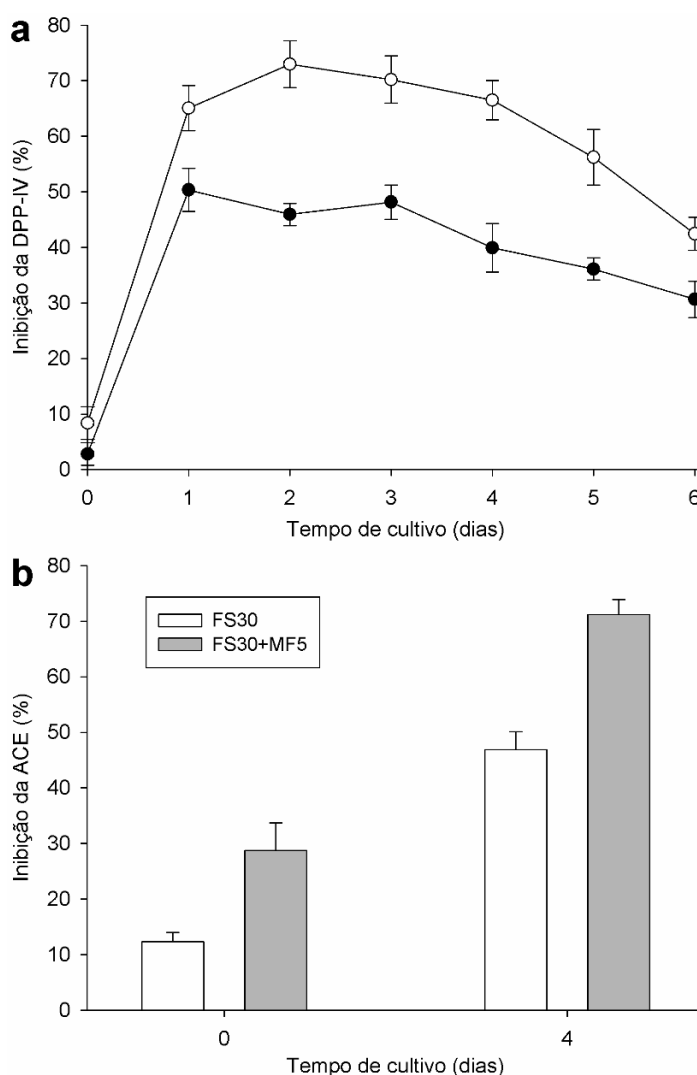 a
Inibição da DPP-IV (%)
80
70
60
50
40
30
20
10
0
0 1 2 3 4 5 6
Tempo de cultivo (dias)
b
Inibição da ACE (%)
80
70
60
50
40
30
20
10
0
FS30
FS30+MF5
0 4
Tempo de cultivo (dias)